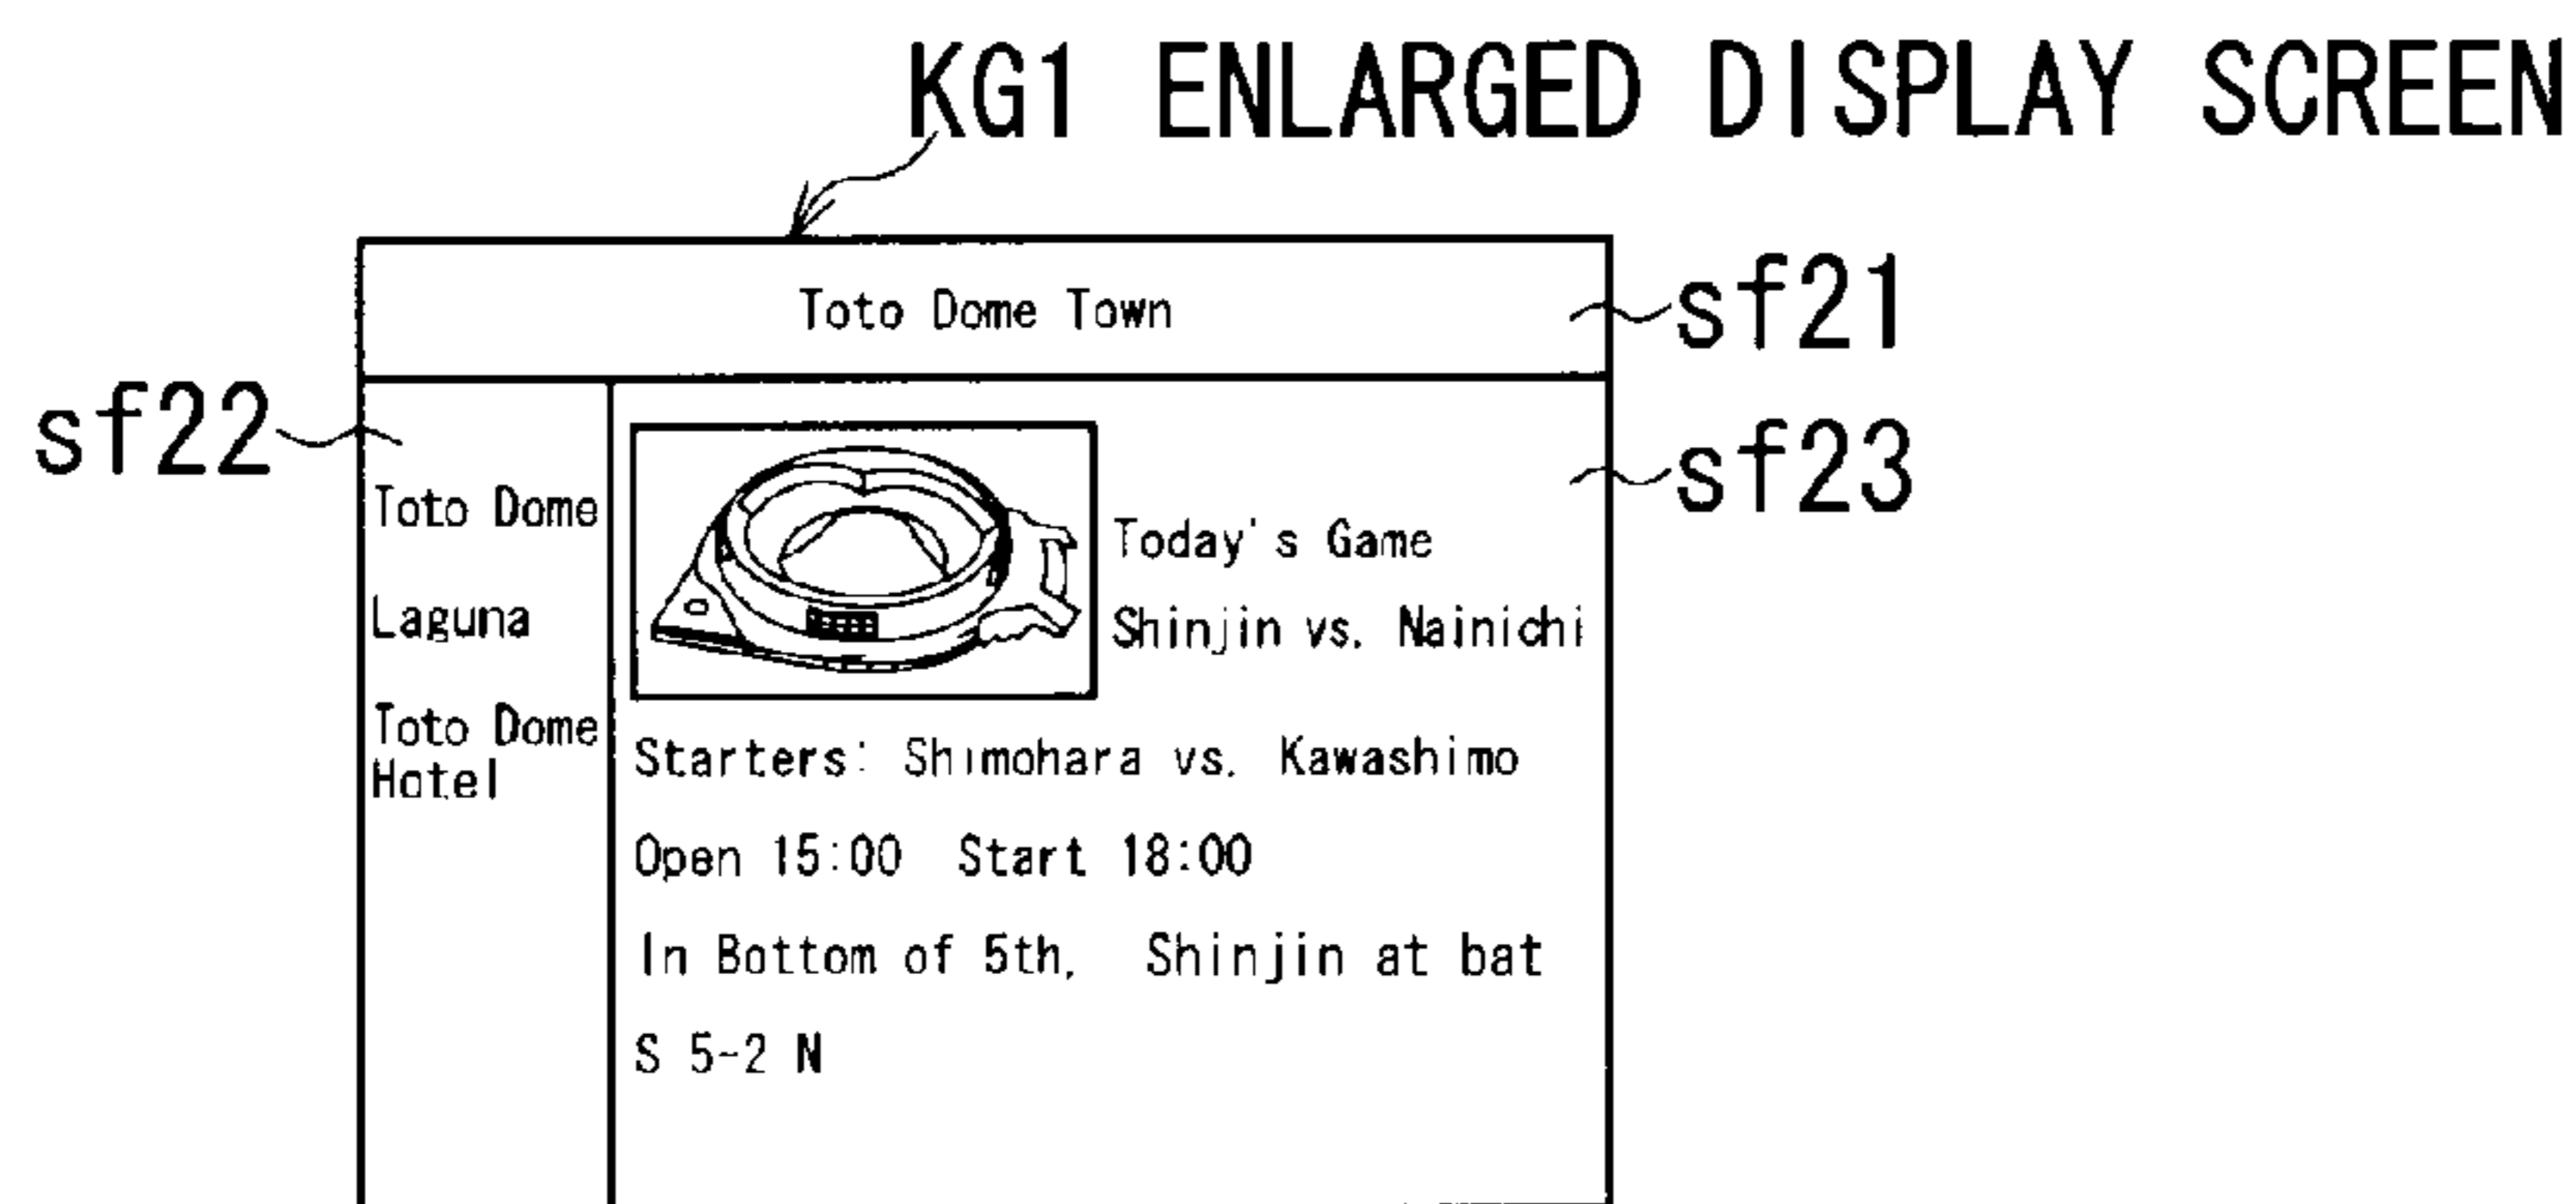 KG1 ENLARGED DISPLAY SCREEN
Toto Dome Town
sf21
sf22
sf23
Toto Dome
Laguna
Toto Dome
Hotel
Today's Game
Shinjin vs. Nainichi
Starters: Shimohara vs. Kawashimo
Open 15:00 Start 18:00
In Bottom of 5th, Shinjin at bat
S 5-2 N